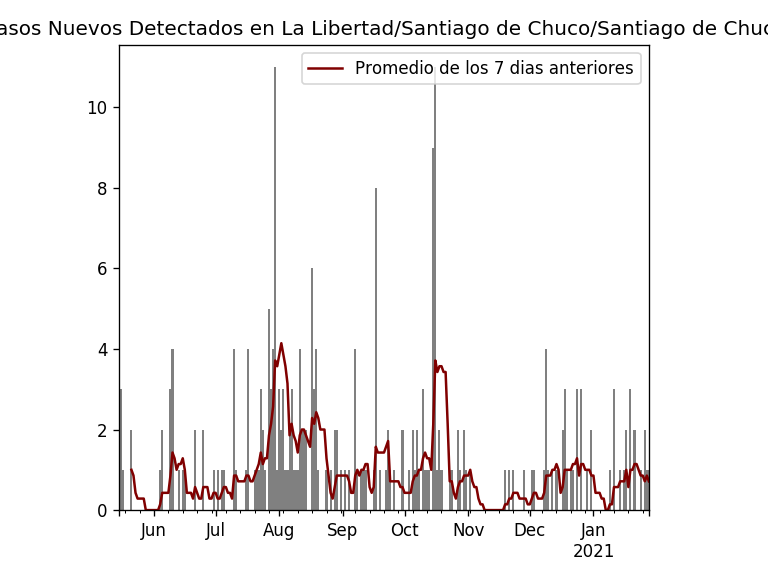 asos Nuevos Detectados en La Libertad/Santiago de Chuco/Santiago de Chuc
Promedio de los 7 dias anteriores
10
8
6
4
2
0
Jun Jul Aug Sep Oct Nov Dec Jan
2021